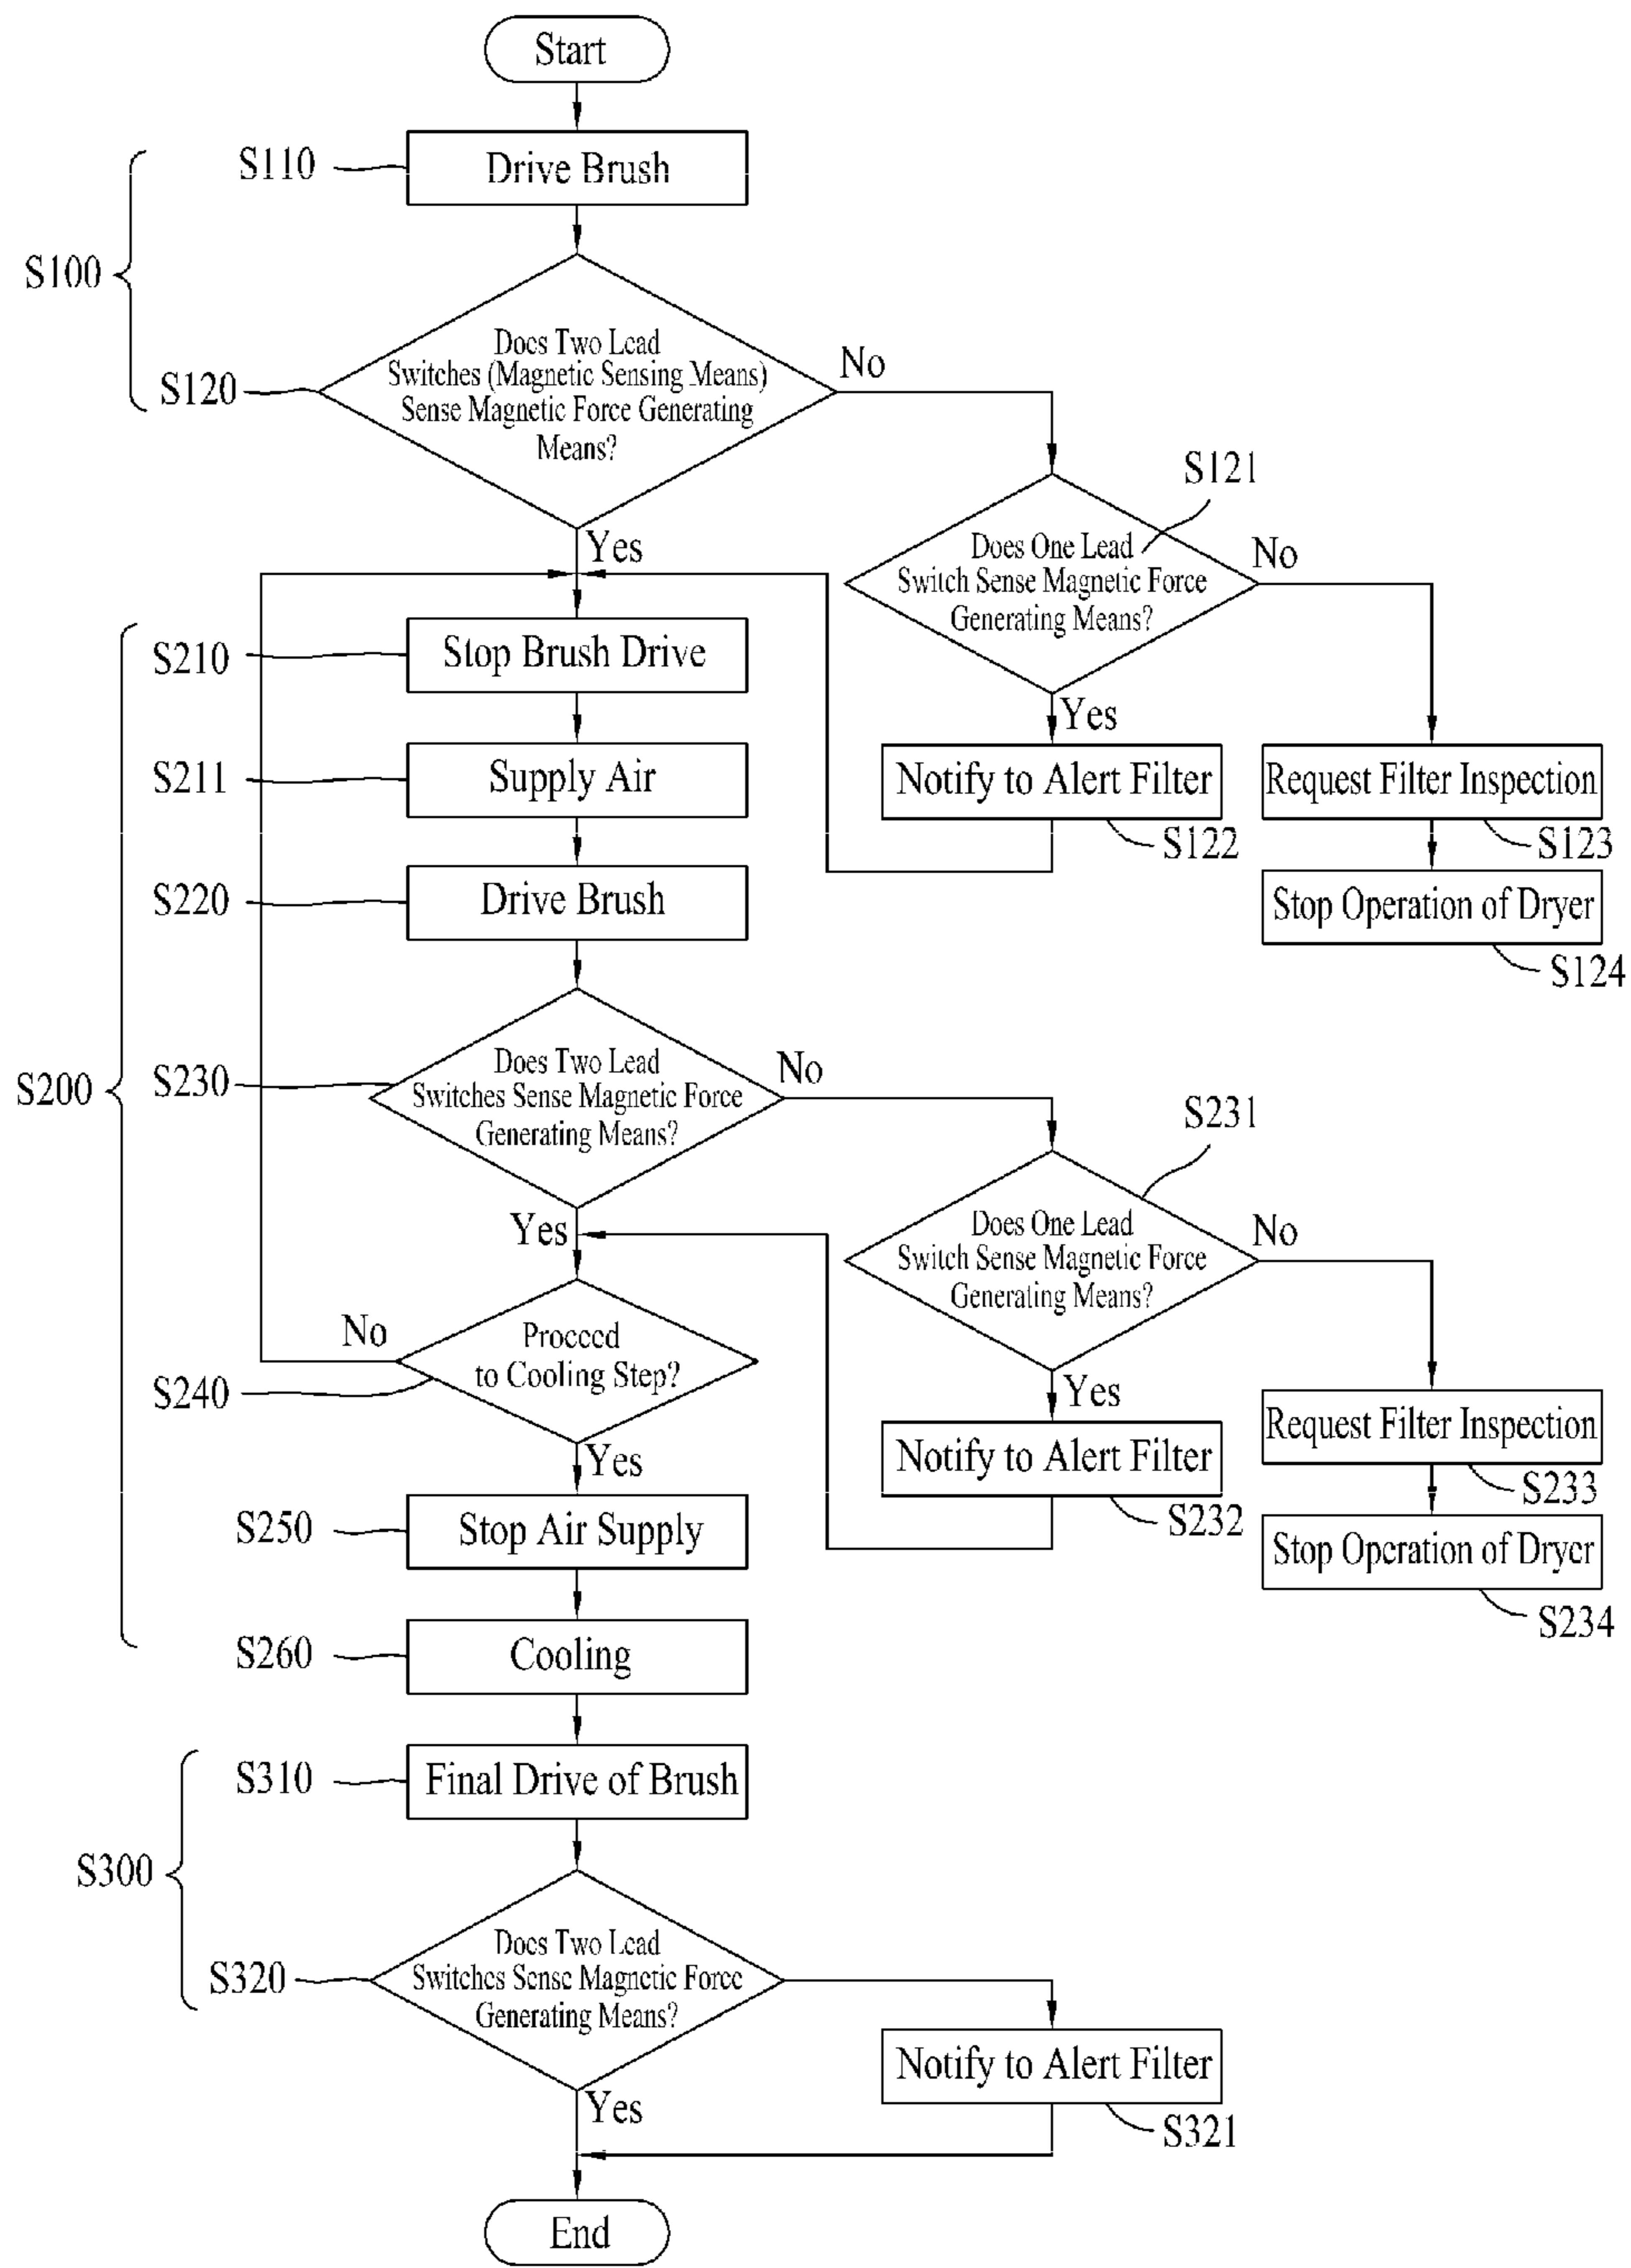 Start
S110
Drive Brush
S100
Does Two Lead
Switches (Magnetic Sensing Means)
Sense Magnetic Force Generating
Means?
S120
No
Yes
S121
Does One Lead
Switch Sense Magnetic Force
Generating Means?
No
Yes
S210
Stop Brush Drive
S211
Supply Air
Notify to Alert Filter
S122
Request Filter Inspection
S123
S220
Drive Brush
Stop Operation of Dryer
S124
S200
S230
Does Two Lead
Switches Sense Magnetic Force
Generating Means?
No
Yes
S231
Does One Lead
Switch Sense Magnetic Force
Generating Means?
No
Yes
No
Proceed
to Cooling Step?
S240
Yes
Notify to Alert Filter
S232
Request Filter Inspection
S233
S250
Stop Air Supply
Stop Operation of Dryer
S234
S260
Cooling
S310
Final Drive of Brush
S300
Does Two Lead
Switches Sense Magnetic Force
Generating Means?
S320
Yes
Notify to Alert Filter
S321
End